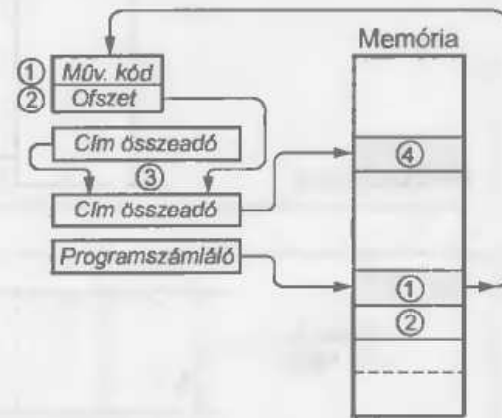 Memória
① Műv. kód
② Ofszet
Cím összeadó
③
④
Cím összeadó
Programszámláló
①
②